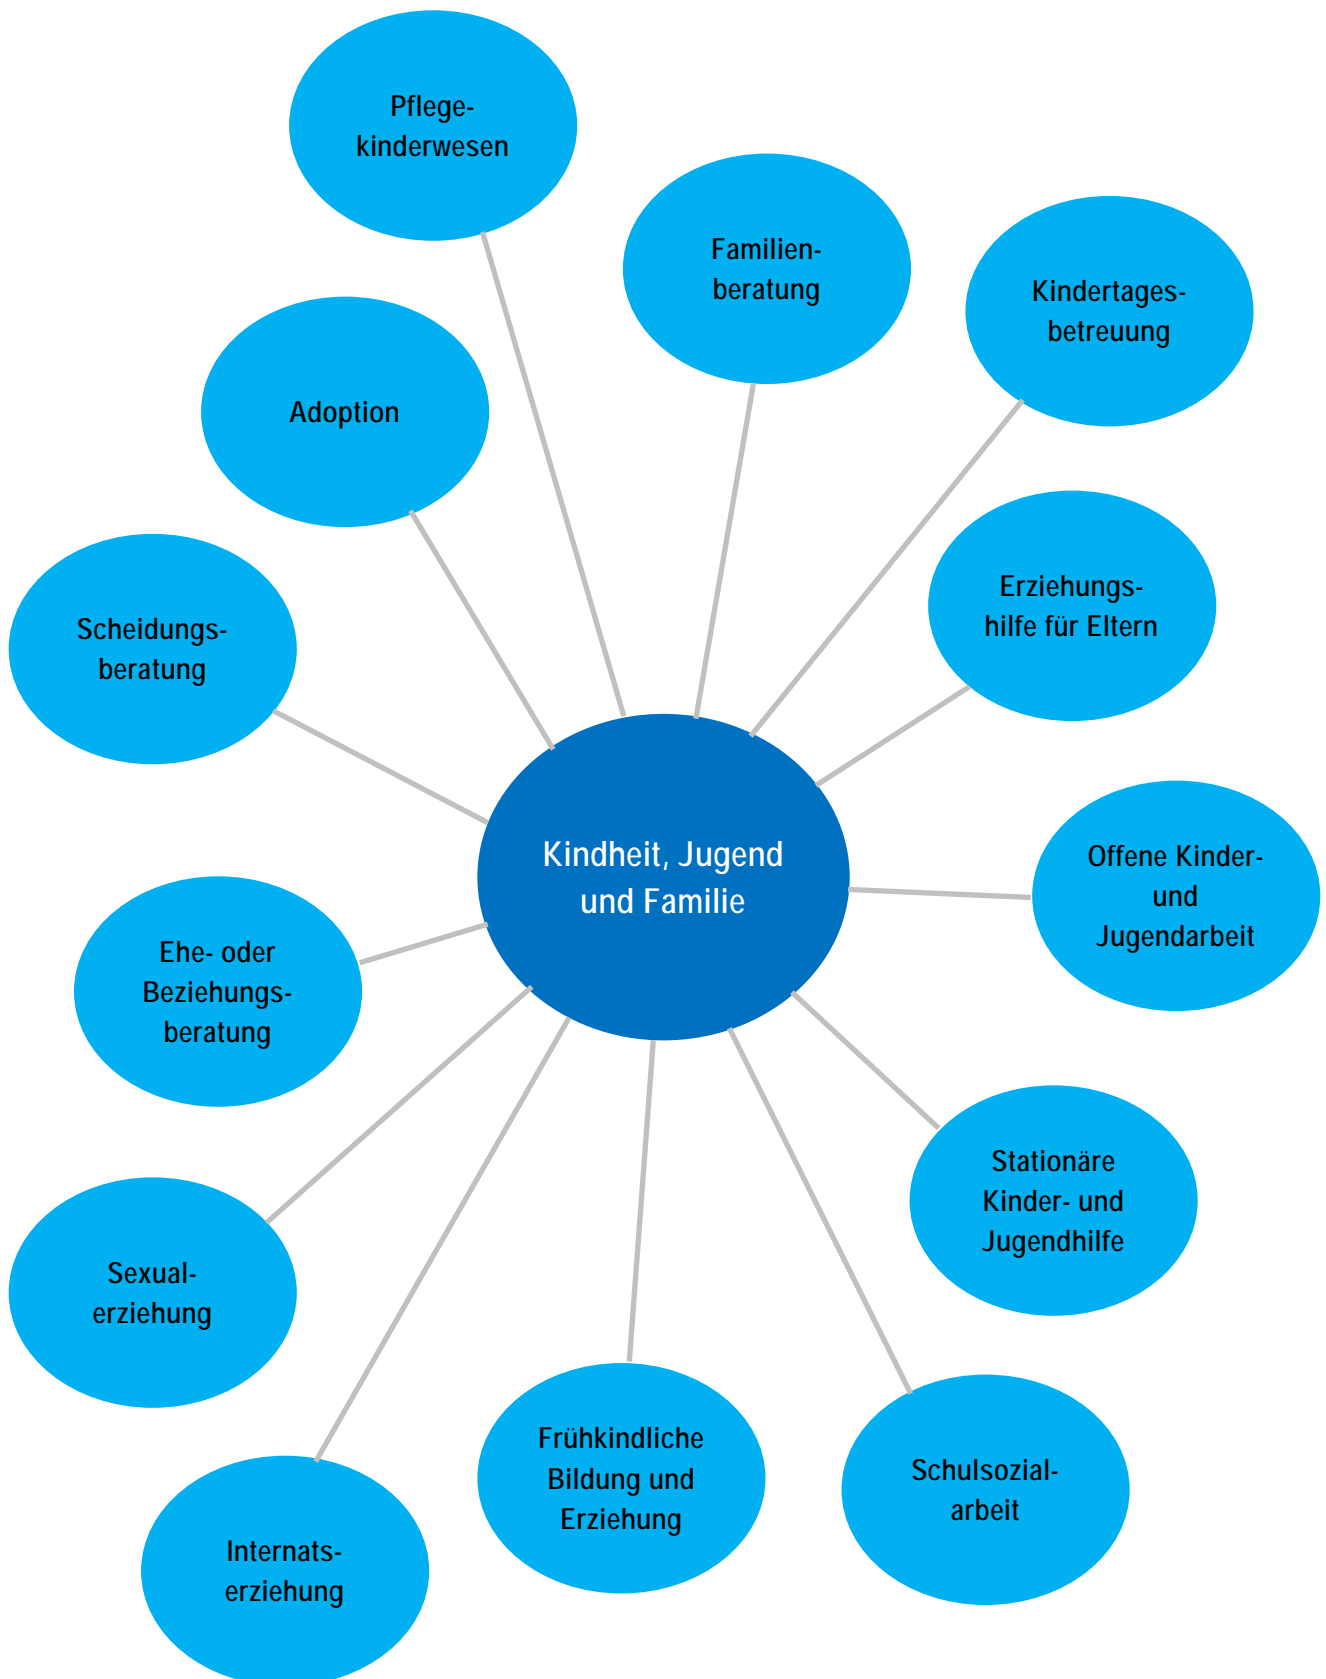 Pflege-
kinderwesen
Familien-
beratung
Kindertages-
betreuung
Adoption
Erziehungs-
hilfe für Eltern
Scheidungs-
beratung
Kindheit, Jugend
und Familie
Offene Kinder-
und
Jugendarbeit
Ehe- oder
Beziehungs-
beratung
Stationäre
Kinder- und
Jugendhilfe
Sexual-
erziehung
Frühkindliche
Bildung und
Erziehung
Schulsozial-
arbeit
Internats-
erziehung